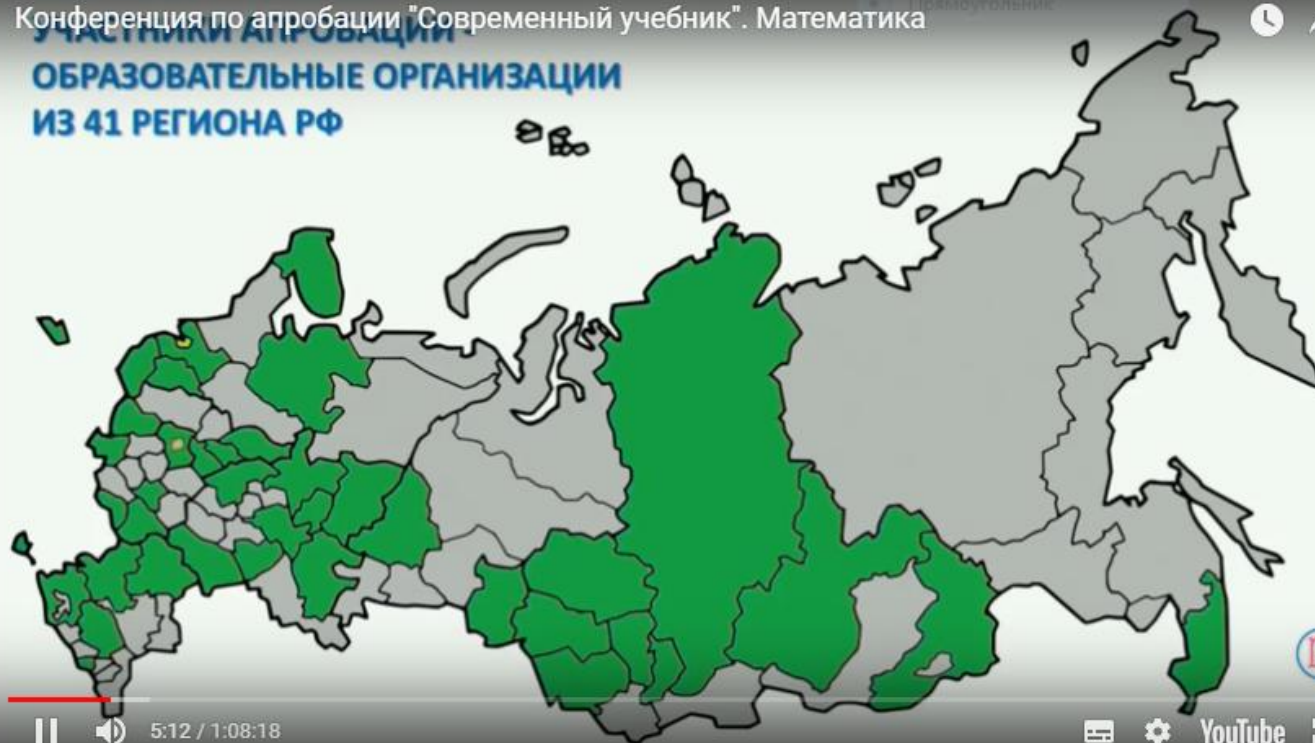 Конференция по апробации "Современный учебник". Математика
Прямоугольник
УЧАСТНИКИ АПРОБАЦИИ -
ОБРАЗОВАТЕЛЬНЫЕ ОРГАНИЗАЦИИ
ИЗ 41 РЕГИОНА РФ
5:12 / 1:08:18
YouTube